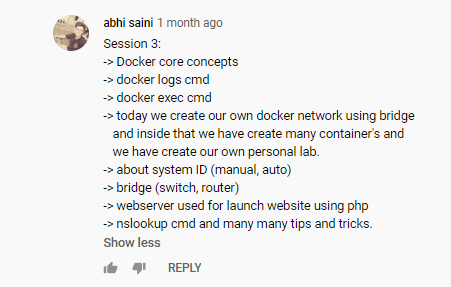 abhi saini 1 month ago
Session 3:
-> Docker core concepts
-> docker logs cmd
-> docker exec cmd
-> today we create our own docker network using bridge
and inside that we have create many container's and
we have create our own personal lab.
-> about system ID (manual, auto)
-> bridge (switch, router)
-> webserver used for launch website using php
-> nslookup cmd and many many tips and tricks.
Show less
REPLY